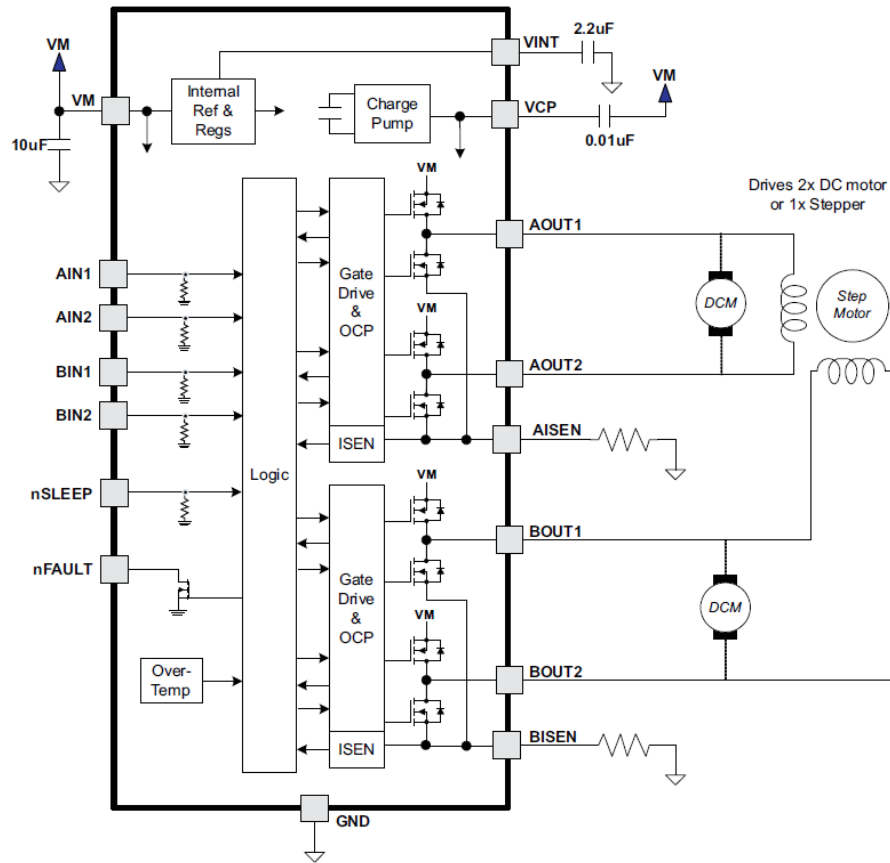 VM
VM
10uF
Internal
Ref &
Regs
Charge
Pump
VINT
2.2uF
VCP
0.01uF
VM
Drives 2x DC motor
or 1x Stepper
AIN1
AIN2
BIN1
BIN2
nSLEEP
nFAULT
Over-
Temp
Logic
VM
Gate
Drive
&
OCP
VM
ISEN
AOUT1
DCM
Step
Motor
AOUT2
AISEN
VM
Gate
Drive
&
OCP
VM
ISEN
BOUT1
DCM
BOUT2
BISEN
GND